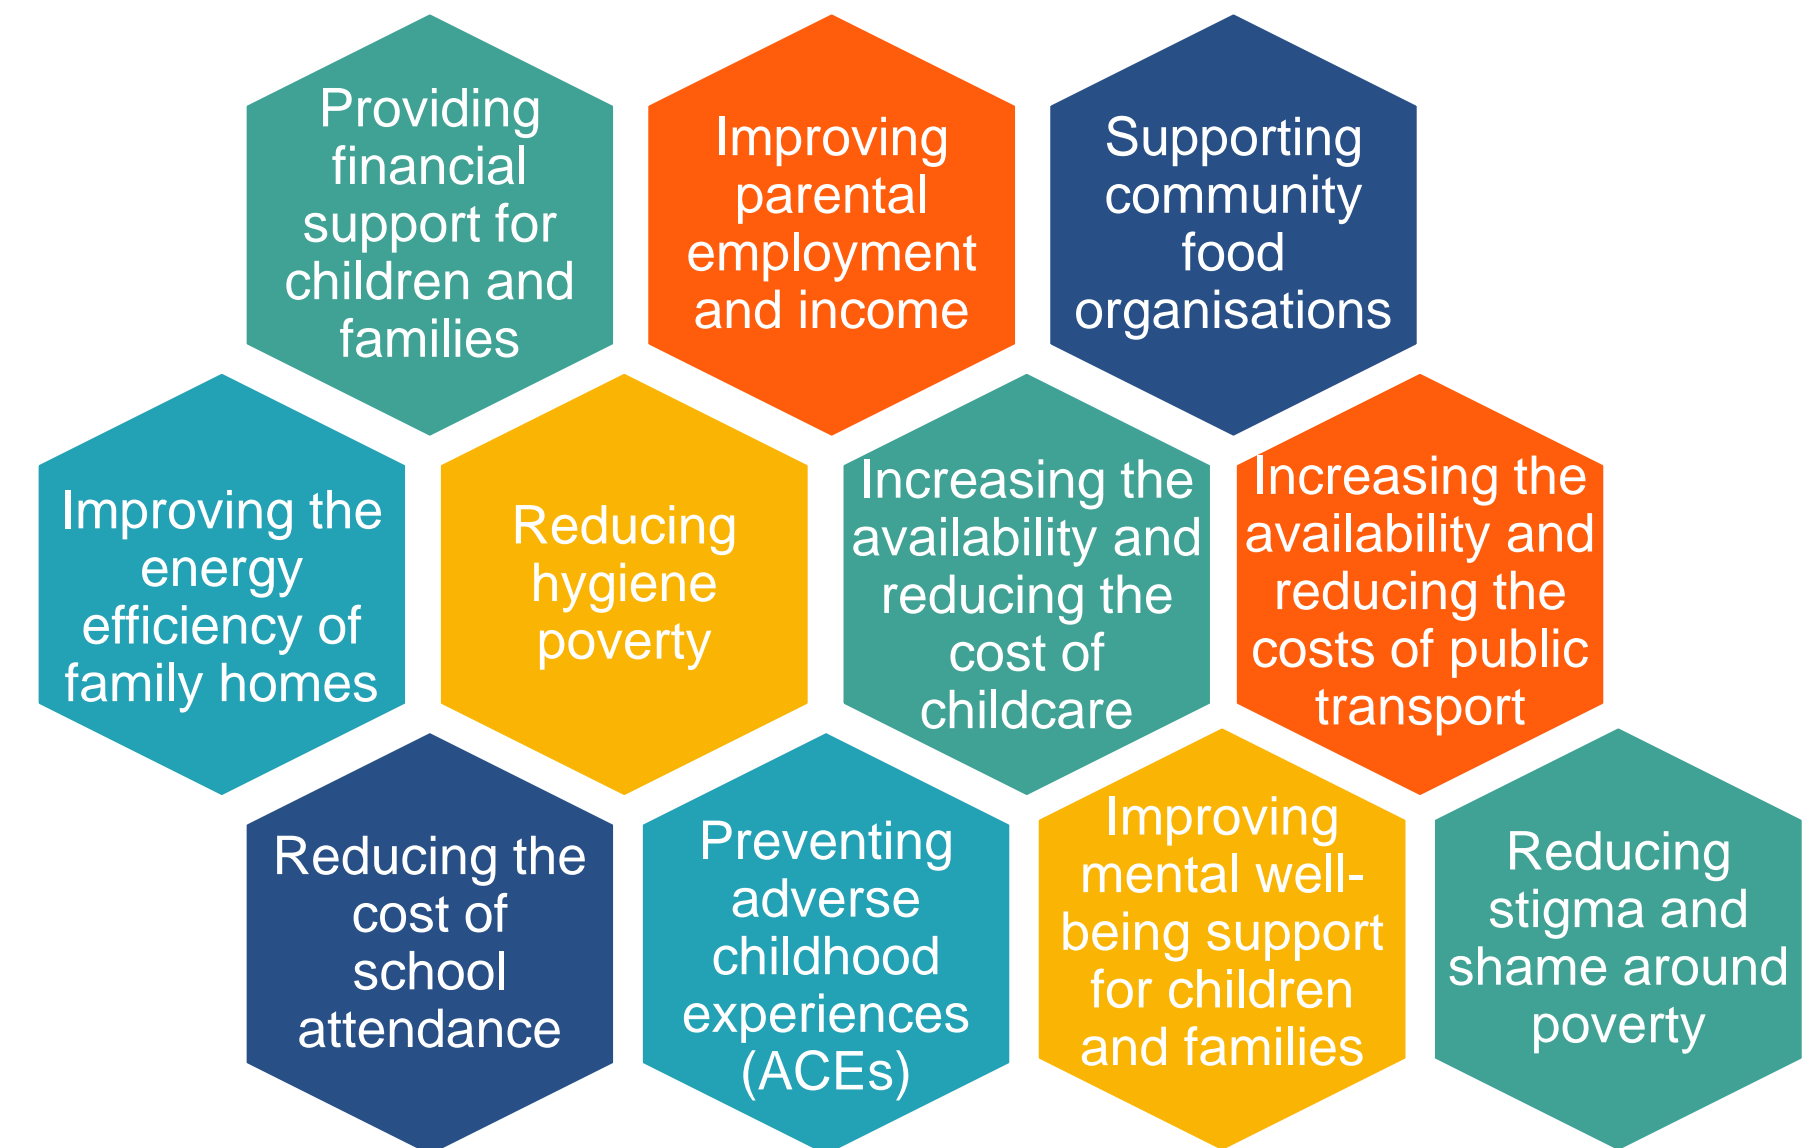 Providing
financial
support for
children and
families
Improving
parental
employment
and income
Supporting
community
food
organisations
Improving the
energy
efficiency of
family homes
Reducing
hygiene
poverty
Increasing the
availability and
reducing the
cost of
childcare
Increasing the
availability and
reducing the
costs of public
transport
Reducing the
cost of
school
attendance
Preventing
adverse
childhood
experiences
(ACEs)
Improving
mental well-
being support
for children
and families
Reducing
stigma and
shame around
poverty